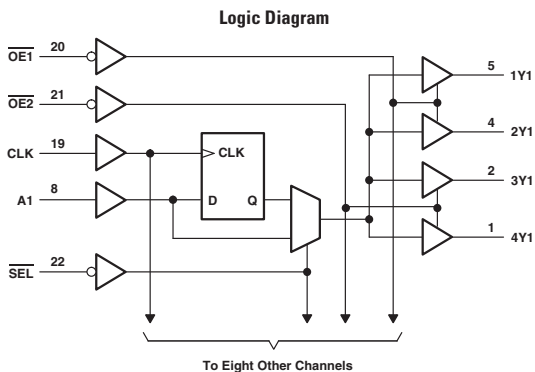 Logic Diagram
OE1 20
OE2 21
CLK 19
A1 8
SEL 22
CLK
D Q
5 1Y1
4 2Y1
2 3Y1
1 4Y1
To Eight Other Channels